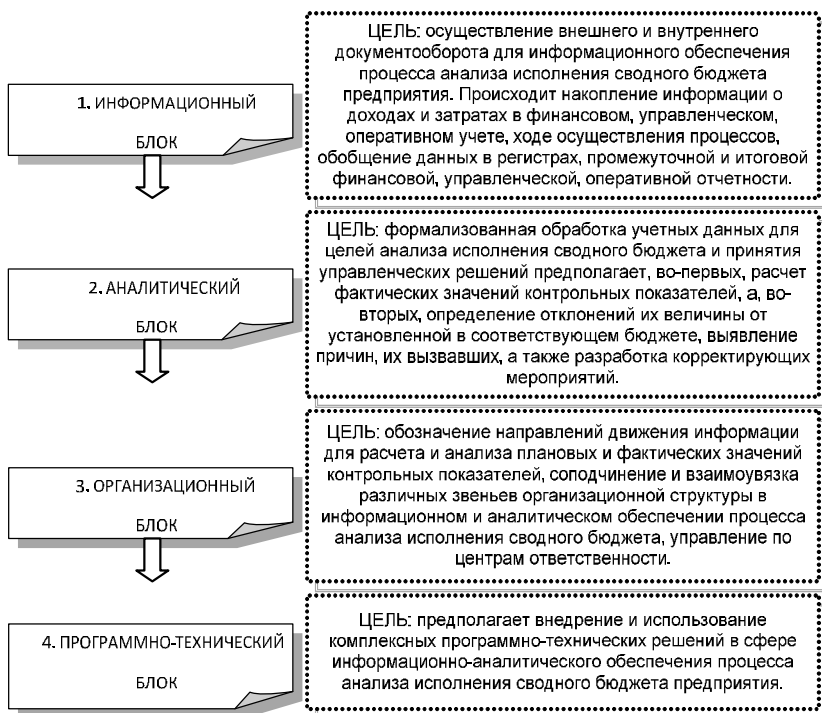 1. ИНФОРМАЦИОННЫЙ
БЛОК
ЦЕЛЬ: осуществление внешнего и внутреннего
документооборота для информационного обеспечения
процесса анализа исполнения сводного бюджета
предприятия. Происходит накопление информации о
доходах и затратах в финансовом, управленческом,
оперативном учете, ходе осуществления процессов,
обобщение данных в регистрах, промежуточной и итоговой
финансовой, управленческой, оперативной отчетности.
2. АНАЛИТИЧЕСКИЙ
БЛОК
ЦЕЛЬ: формализованная обработка учетных данных для
целей анализа исполнения сводного бюджета и принятия
управленческих решений предполагает, во-первых, расчет
фактических значений контрольных показателей, а, во-
вторых, определение отклонений их величины от
установленной в соответствующем бюджете, выявление
причин, их вызвавших, а также разработка корректирующих
мероприятий.
3. ОРГАНИЗАЦИОННЫЙ
БЛОК
ЦЕЛЬ: обозначение направлений движения информации
для расчета и анализа плановых и фактических значений
контрольных показателей, соподчинение и взаимоувязка
различных звеньев организационной структуры в
информационном и аналитическом обеспечении процесса
анализа исполнения сводного бюджета, управление по
центрам ответственности.
4. ПРОГРАММНО-ТЕХНИЧЕСКИЙ
БЛОК
ЦЕЛЬ: предполагает внедрение и использование
комплексных программно-технических решений в сфере
информационно-аналитического обеспечения процесса
анализа исполнения сводного бюджета предприятия.